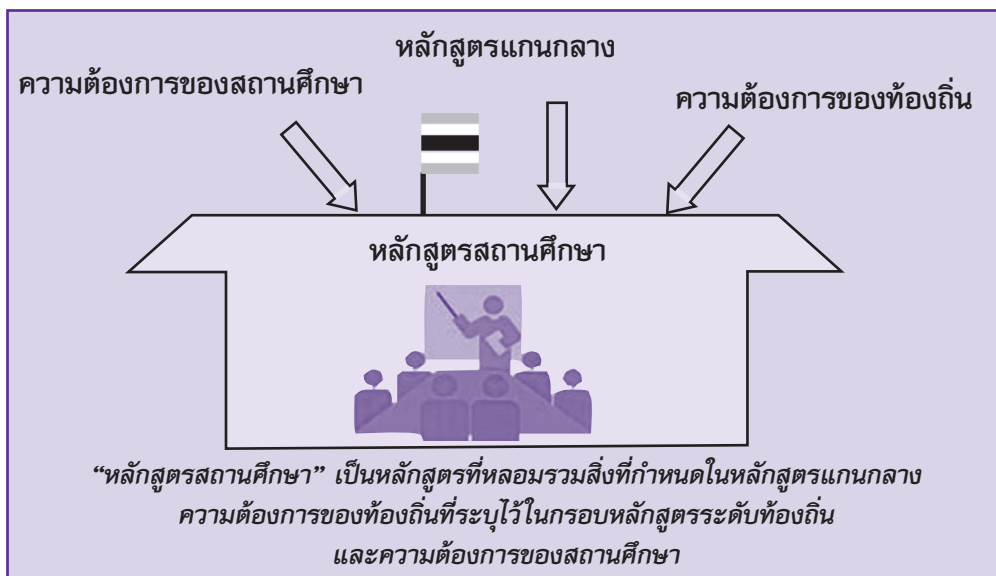 หลักสูตรแกนกลาง
ความต้องการของสถานศึกษา
ความต้องการของท้องถิ่น
หลักสูตรสถานศึกษา
“หลักสูตรสถานศึกษา” เป็นหลักสูตรที่หลอมรวมสิ่งที่กำหนดในหลักสูตรแกนกลาง
ความต้องการของท้องถิ่นที่ระบุไว้ในกรอบหลักสูตรระดับท้องถิ่น
และความต้องการของสถานศึกษา